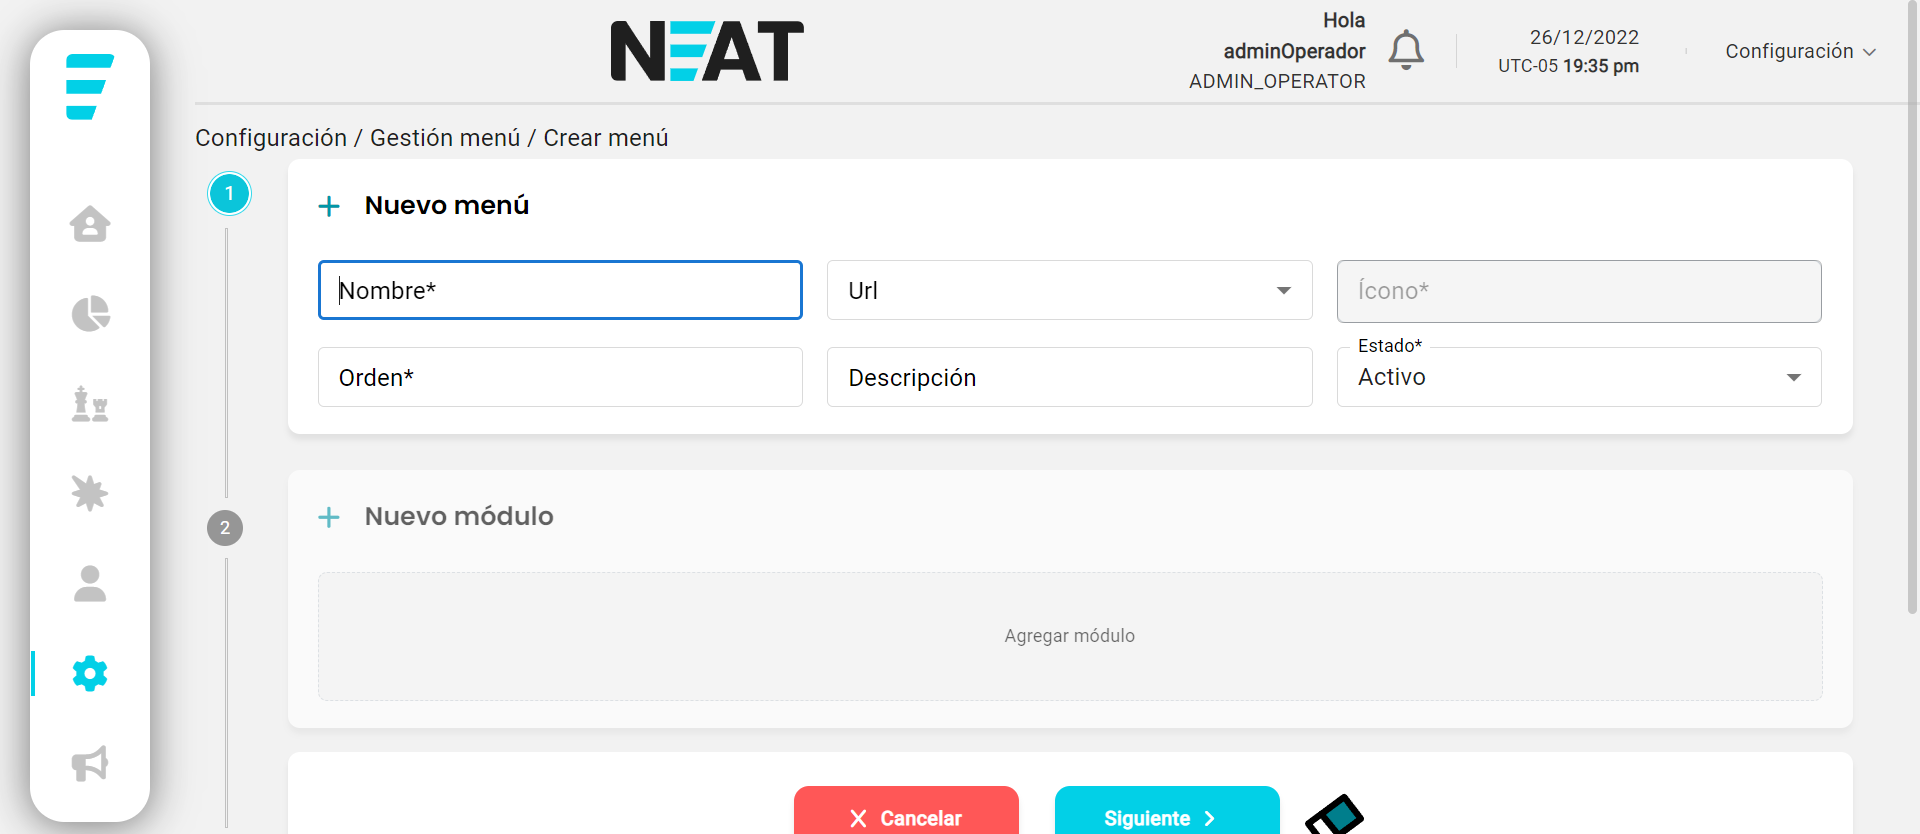 NEAT
Hola
adminOperador
ADMIN_OPERATOR
26/12/2022
UTC-05 19:35 pm
Configuración
Configuración / Gestión menú / Crear menú
1
Nuevo menú
Nombre*
Url
Ícono*
Orden*
Descripción
Estado*
Activo
2
Nuevo módulo
Agregar módulo
Cancelar
Siguiente